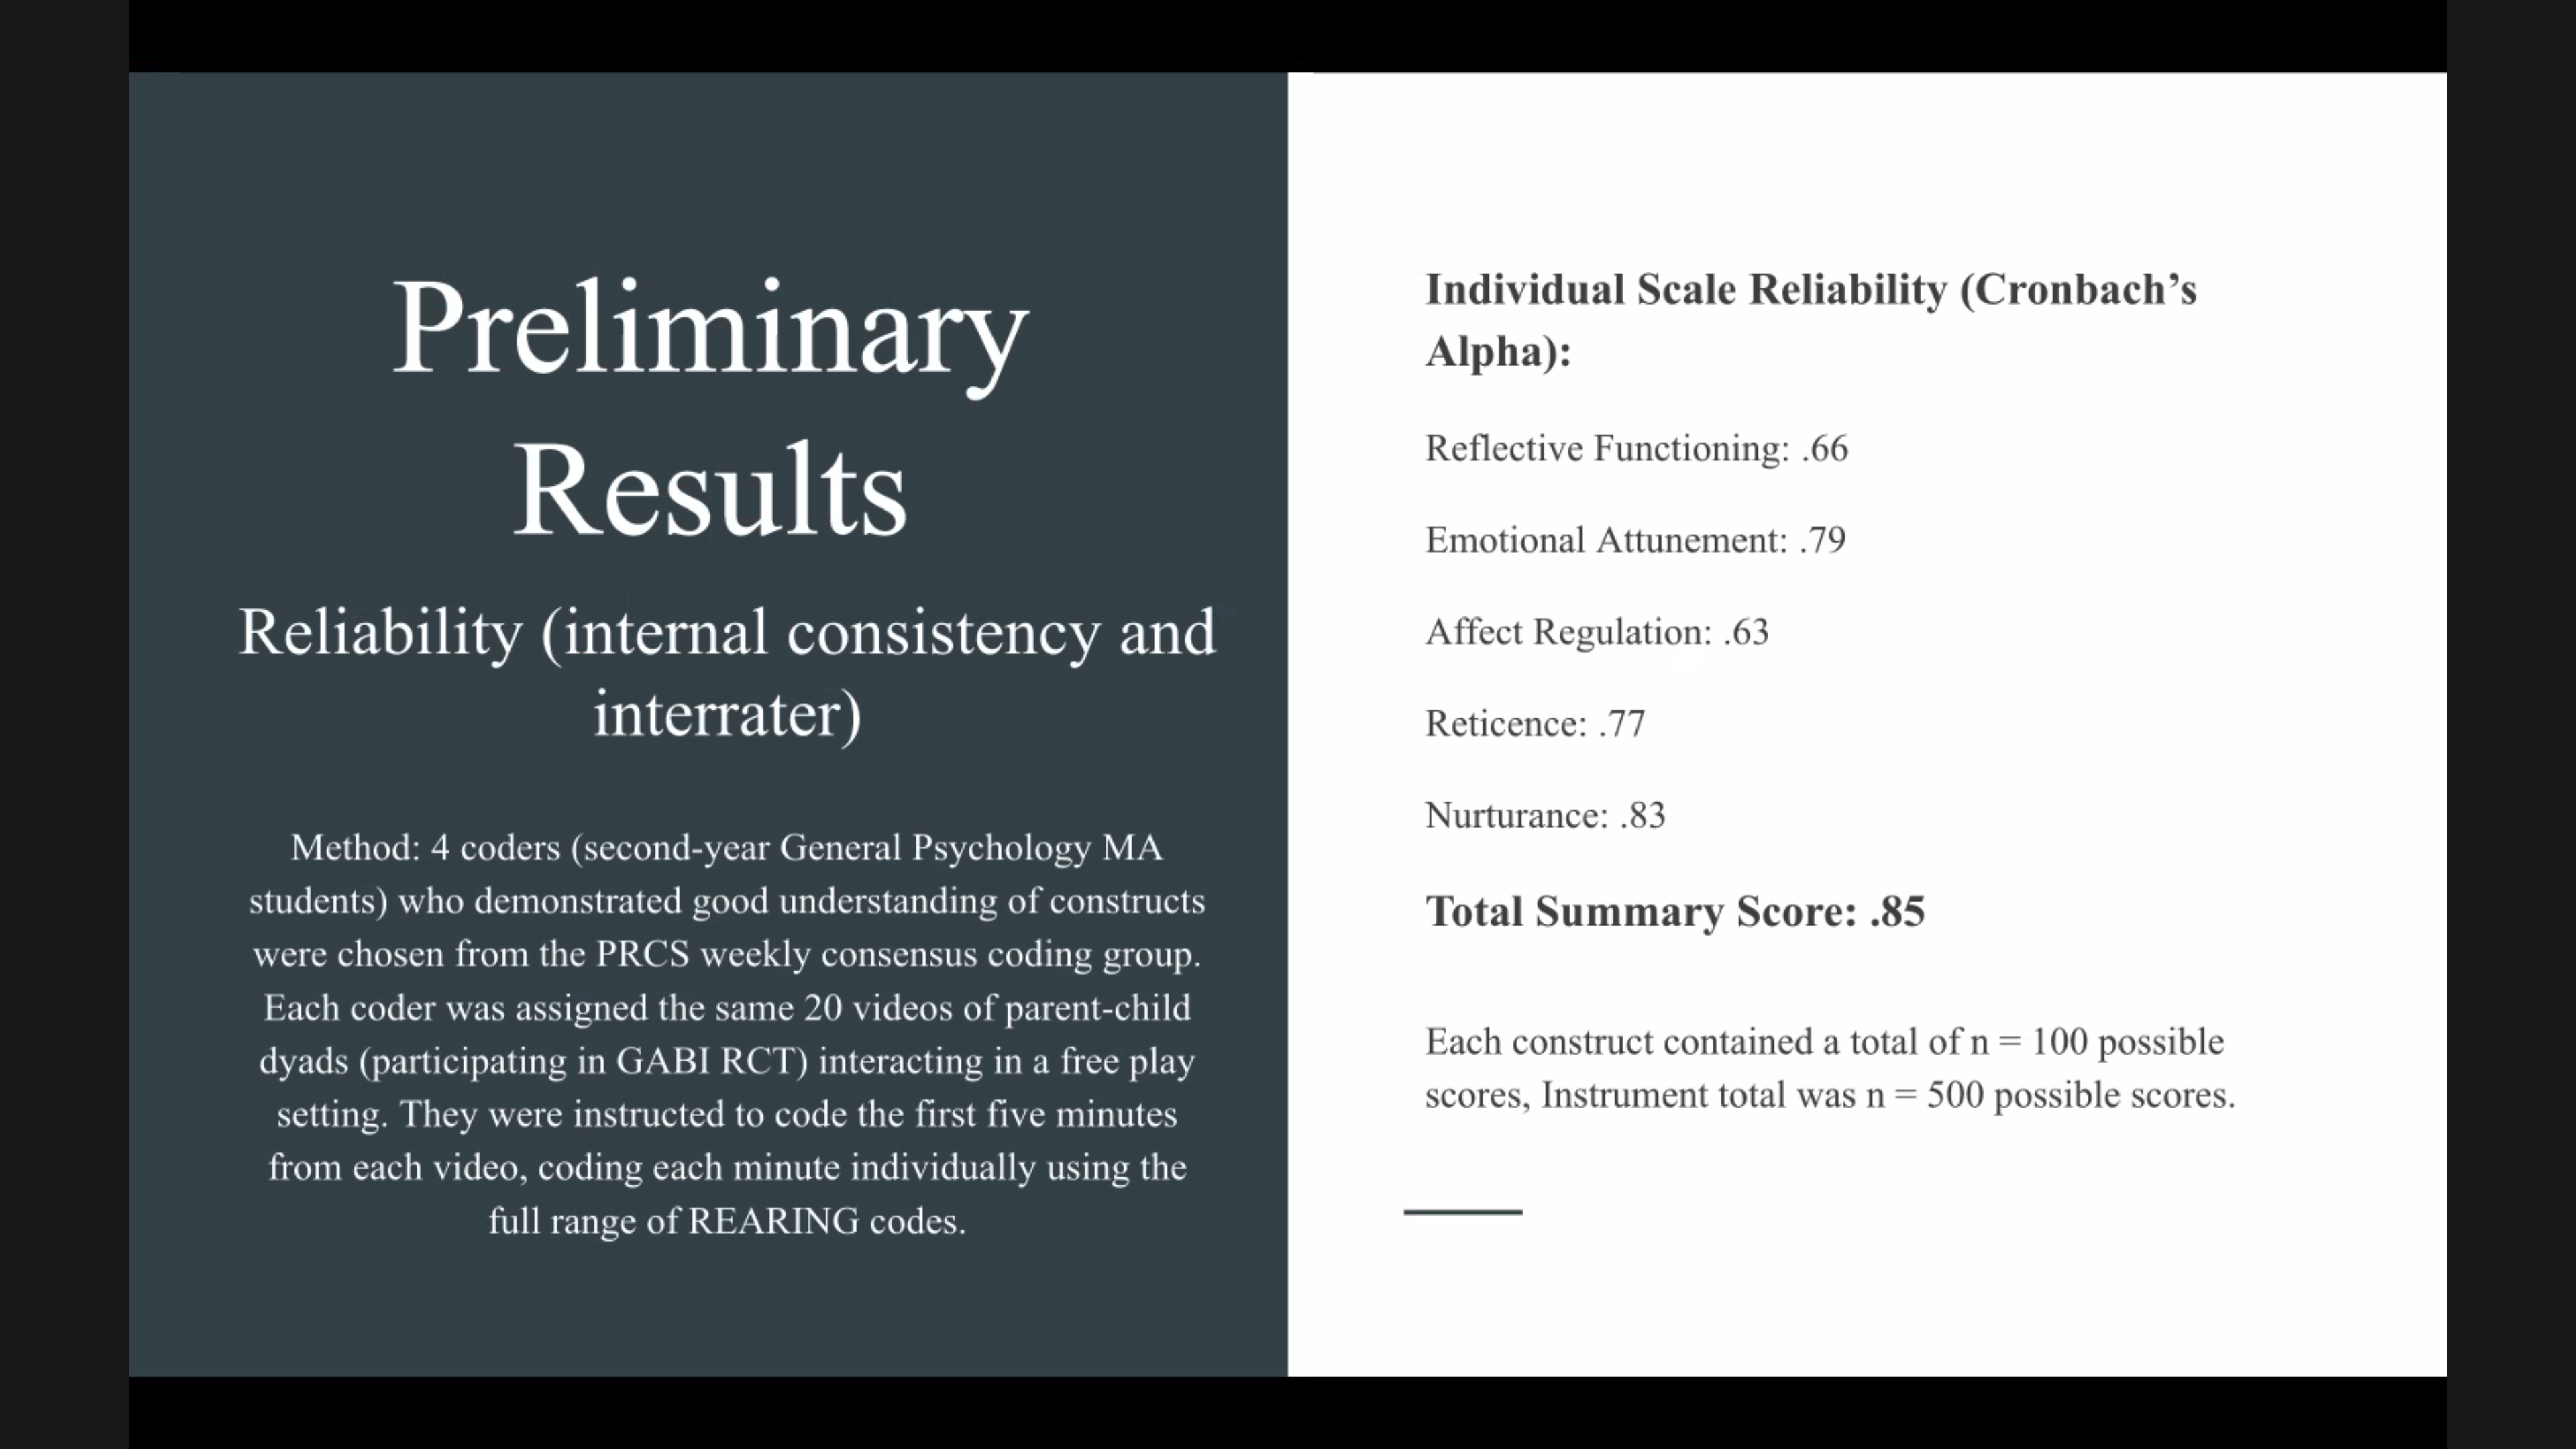 Preliminary
Results
Reliability (internal consistency and
interrater)
Method: 4 coders (second-year General Psychology MA
students) who demonstrated good understanding of constructs
were chosen from the PRCS weekly consensus coding group.
Each coder was assigned the same 20 videos of parent-child
dyads (participating in GABI RCT) interacting in a free play
setting. They were instructed to code the first five minutes
from each video, coding each minute individually using the
full range of REARING codes.
Individual Scale Reliability (Cronbach’s
Alpha):
Reflective Functioning: .66
Emotional Attunement: .79
Affect Regulation: .63
Reticence: .77
Nurturance: .83
Total Summary Score: .85
Each construct contained a total of n = 100 possible
scores, Instrument total was n = 500 possible scores.